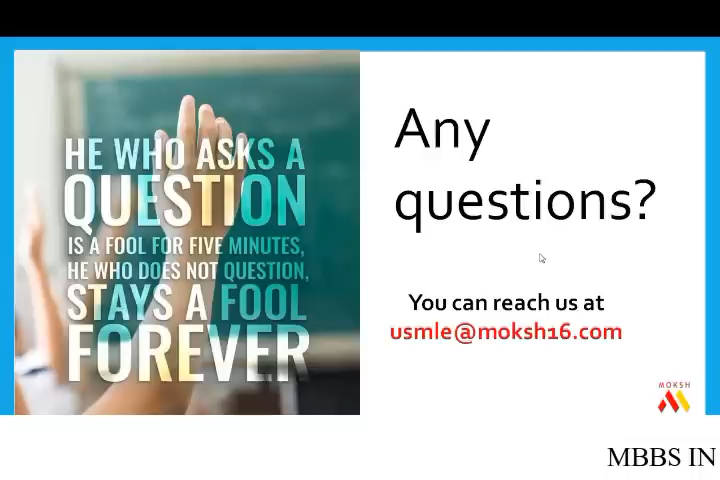 HE WHO ASKS A
QUESTION
IS A FOOL FOR FIVE MINUTES,
HE WHO DOES NOT QUESTION,
STAYS A FOOL
FOREVER
Any
questions?
You can reach us at
usmle@moksh16.com
MOKSH
MBBS IN